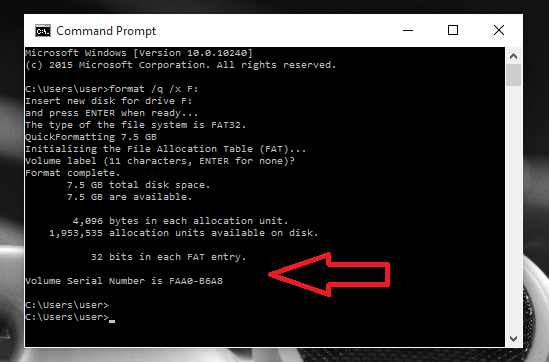 Command Prompt
Microsoft Windows [Version 10.0.10240]
(c) 2015 Microsoft Corporation. All rights reserved.
C:\Users\user>format /q /x F:
Insert new disk for drive F:
and press ENTER when ready...
The type of the file system is FAT32.
QuickFormatting 7.5 GB
Initializing the File Allocation Table (FAT)...
Volume label (11 characters, ENTER for none)?
Format complete.
7.5 GB total disk space.
7.5 GB are available.
4,096 bytes in each allocation unit.
1,953,535 allocation units available on disk.
32 bits in each FAT entry.
Volume Serial Number is FAA0-B6A8
C:\Users\user>
C:\Users\user>_